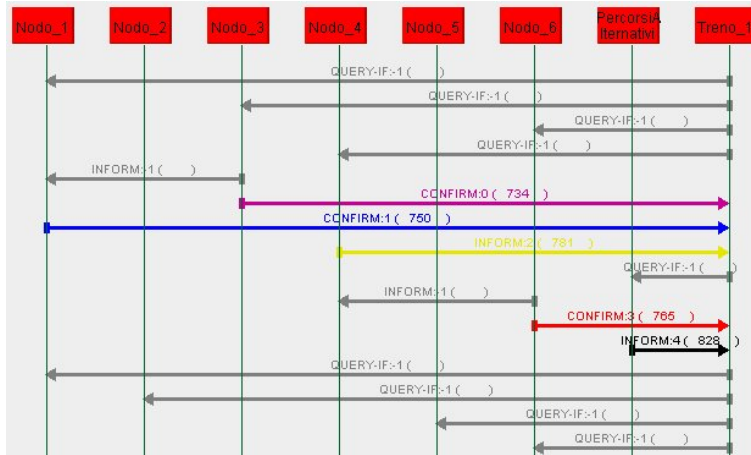 Nodo_1 Nodo_2 Nodo_3 Nodo_4 Nodo_5 Nodo_6 PercorsiA Treno_1
lternativi
QUERY-IF:-1 ( )
QUERY-IF:-1 ( )
QUERY-IF:-1 ( )
QUERY-IF:-1 ( )
INFORM:-1 ( )
CONFIRM:0 ( 734 )
CONFIRM:1 ( 750 )
INFORM:2 ( 781 )
QUERY-IF:-1 ( )
INFORM:-1 ( )
CONFIRM:3 ( 765 )
INFORM:4 ( 828 )
QUERY-IF:-1 ( )
QUERY-IF:-1 ( )
QUERY-IF:-1 ( )
QUERY-IF:-1 ( )